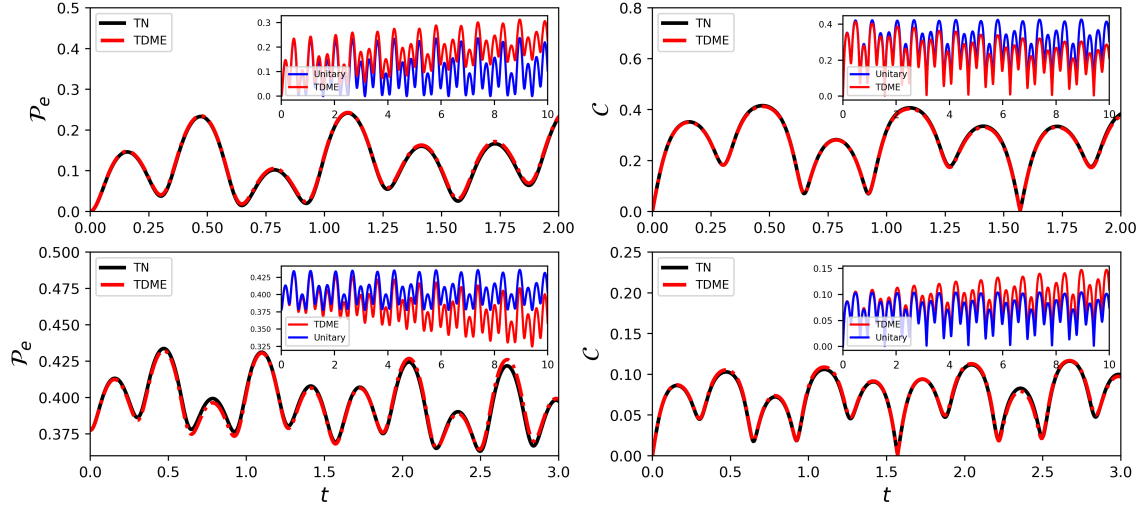 0.5
0.4
0.3
0.2
0.1
0.0
𝒫e
TN
TDME
0.3
0.2
0.1
0.0
Unitary
TDME
0 2 4 6 8 10
0.00 0.25 0.50 0.75 1.00 1.25 1.50 1.75 2.00
0.8
0.6
0.4
0.2
0.0
𝒞
TN
TDME
0.4
0.2
0.0
Unitary
TDME
0 2 4 6 8 10
0.00 0.25 0.50 0.75 1.00 1.25 1.50 1.75 2.00
0.500
0.475
0.450
0.425
0.400
0.375
𝒫e
TN
TDME
0.425
0.400
0.375
0.350
0.325
TDME
Unitary
0 2 4 6 8 10
0.0 0.5 1.0 1.5 2.0 2.5 3.0
t
0.25
0.20
0.15
0.10
0.05
0.00
𝒞
TN
TDME
0.15
0.10
0.05
0.00
TDME
Unitary
0 2 4 6 8 10
0.0 0.5 1.0 1.5 2.0 2.5 3.0
t